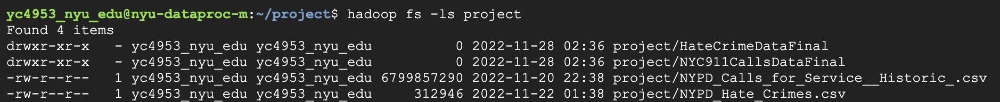 yc4953_nyu_edu@nyu-dataproc-m:~/project$ hadoop fs -ls project
Found 4 items
drwxr-xr-x   - yc4953_nyu_edu yc4953_nyu_edu          0 2022-11-28 02:36 project/HateCrimeDataFinal
drwxr-xr-x   - yc4953_nyu_edu yc4953_nyu_edu          0 2022-11-28 02:36 project/NYC911CallsDataFinal
-rw-r--r--   1 yc4953_nyu_edu yc4953_nyu_edu 6799857290 2022-11-20 22:38 project/NYPD_Calls_for_Service__Historic_.csv
-rw-r--r--   1 yc4953_nyu_edu yc4953_nyu_edu     312946 2022-11-22 01:38 project/NYPD_Hate_Crimes.csv